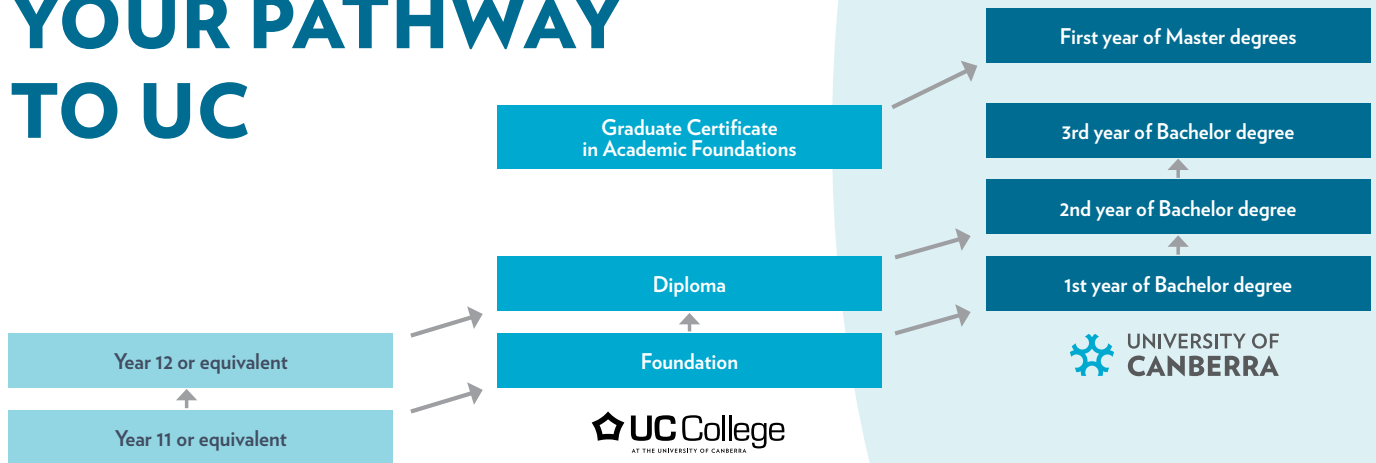 YOUR PATHWAY
TO UC
First year of Master degrees
Graduate Certificate
in Academic Foundations
3rd year of Bachelor degree
2nd year of Bachelor degree
Diploma
1st year of Bachelor degree
Year 12 or equivalent
Foundation
UNIVERSITY OF
CANBERRA
Year 11 or equivalent
UC College
AT THE UNIVERSITY OF CANBERRA